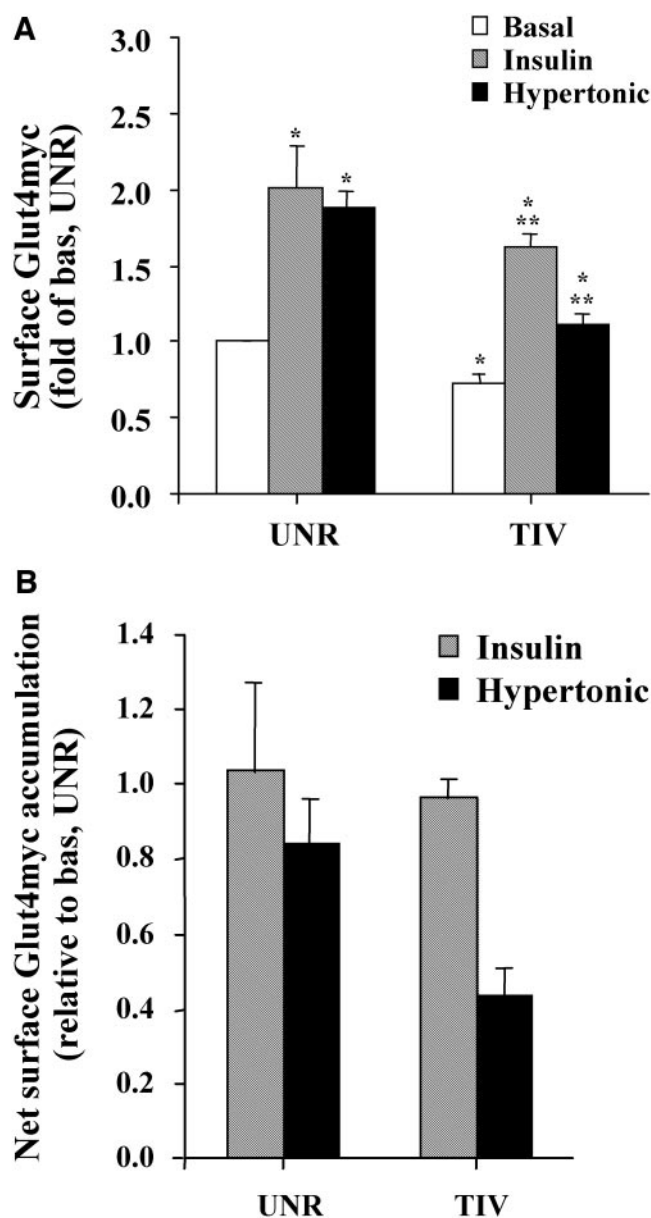 A
Basal
Insulin
Hypertonic
Surface Glut4myc
(fold of bas, UNR)
3.0
2.5
2.0
1.5
1.0
0.5
0.0
*
*
*
*
**
*
**
UNR
TIV
B
Insulin
Hypertonic
Net surface Glut4myc accumulation
(relative to bas, UNR)
1.4
1.2
1.0
0.8
0.6
0.4
0.2
0.0
UNR
TIV